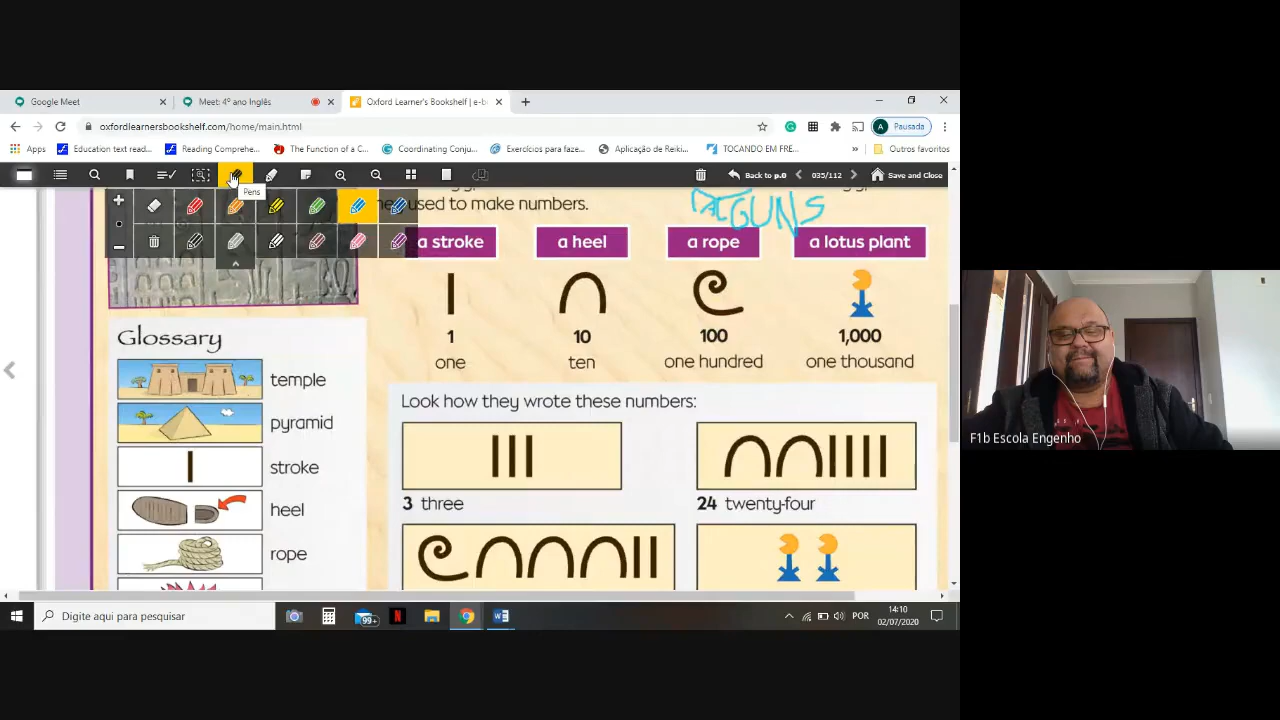 Google Meet
Meet: 4º ano Inglês
Oxford Learner's Bookshelf | e-b
oxfordlearnersbookshelf.com/home/main.html
Pausada
Apps
Education text read...
Reading Comprehe...
The Function of a C...
Coordinating Conjun...
Exercícios para faze...
Aplicação de Reiki...
TOCANDO EM FRE...
Outros favoritos
Back to p.0
035/112
Save and Close
Pens
used to make numbers.
GUNS
a stroke
a heel
a rope
a lotus plant
1
10
100
1,000
one
ten
one hundred
one thousand
Glossary
temple
pyramid
stroke
heel
rope
Look how they wrote these numbers:
3 three
24 twenty-four
F1b Escola Engenho
Digite aqui para pesquisar
99+
POR
14:10
02/07/2020